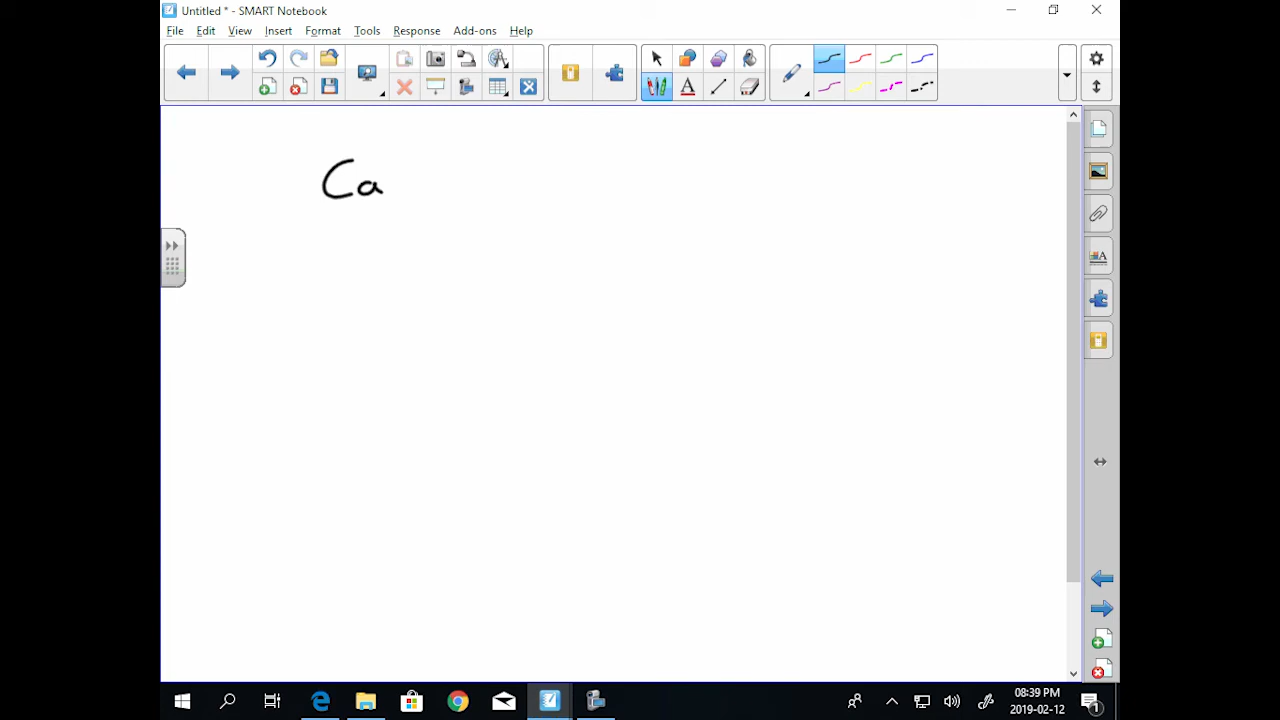 Untitled * - SMART Notebook
File Edit View Insert Format Tools Response Add-ons Help
Ca
08:39 PM
2019-02-12
1